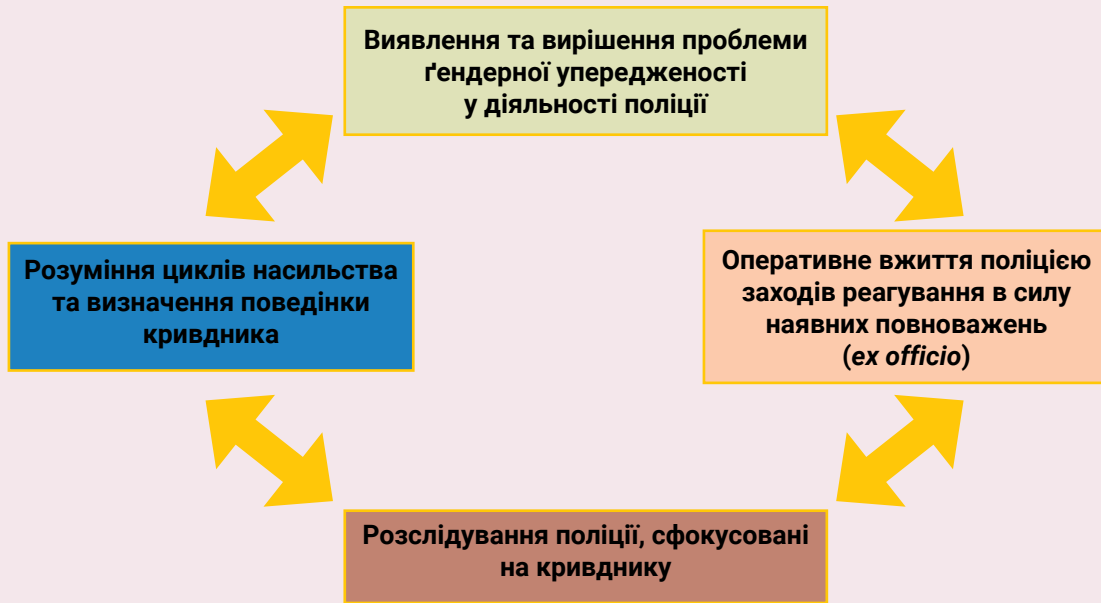 Виявлення та вирішення проблеми
ґендерної упередженості
у діяльності поліції
Розуміння циклів насильства
та визначення поведінки
кривдника
Оперативне вжиття поліцією
заходів реагування в силу
наявних повноважень
(ex officio)
Розслідування поліції, сфокусовані
на кривднику